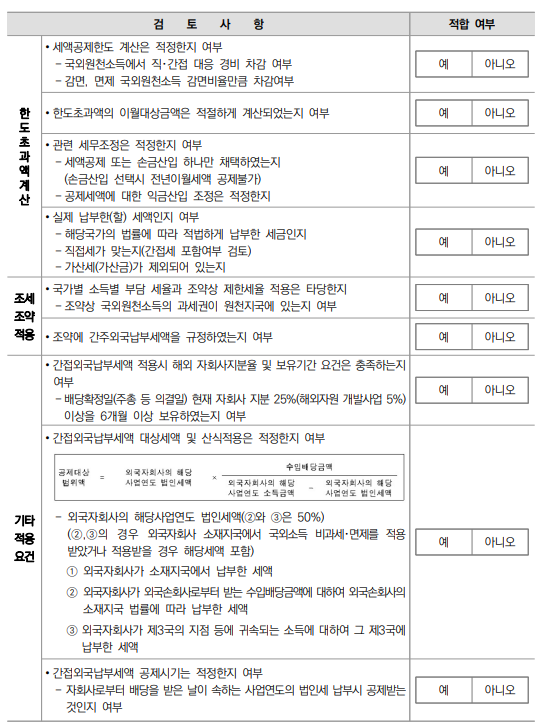 검 토 사 항 적합 여부
한도초과액계산
• 세액공제한도 계산은 적정한지 여부
- 국외원천소득에서 직·간접 대응 경비 차감 여부
- 감면, 면제 국외원천소득 감면비율만큼 차감여부
예 아니오
• 한도초과액의 이월대상금액은 적절하게 계산되었는지 여부
예 아니오
• 관련 세무조정은 적정한지 여부
- 세액공제 또는 손금산입 하나만 채택하였는지
(손금산입 선택시 전년이월세액 공제불가)
- 공제세액에 대한 익금산입 조정은 적정한지
예 아니오
• 실제 납부한(할) 세액인지 여부
- 해당국가의 법률에 따라 적법하게 납부한 세금인지
- 직접세가 맞는지(간접세 포함여부 검토)
- 가산세(가산금)가 제외되어 있는지
예 아니오
조세
조약
적용
• 국가별 소득별 부담 세율과 조약상 제한세율 적용은 타당한지
- 조약상 국외원천소득의 과세권이 원천지국에 있는지 여부
예 아니오
• 조약에 간주외국납부세액을 규정하였는지 여부
예 아니오
기타
적용
요건
• 간접외국납부세액 적용시 해외 자회사지분율 및 보유기간 요건은 충족하는지
여부
- 배당확정일(주총 등 의결일) 현재 자회사 지분 25%(해외자원 개발사업 5%)
이상을 6개월 이상 보유하였는지 여부
예 아니오
• 간접외국납부세액 대상세액 및 산식적용은 적정한지 여부
공제대상
범위액
=
외국자회사의 해당
사업연도 법인세액
×
수입배당금액
외국자회사의 해당
사업연도 소득금액
-
외국자회사의 해당
사업연도 법인세액
- 외국자회사의 해당사업연도 법인세액(②와 ③은 50%)
(②,③의 경우 외국자회사 소재지국에서 국외소득 비과세·면제를 적용
받았거나 적용받을 경우 해당세액 포함)
① 외국자회사가 소재지국에서 납부한 세액
② 외국자회사가 외국손회사로부터 받는 수입배당금액에 대하여 외국손회사의
소재지국 법률에 따라 납부한 세액
③ 외국자회사가 제3국의 지점 등에 귀속되는 소득에 대하여 그 제3국에
납부한 세액
예 아니오
• 간접외국납부세액 공제시기는 적정한지 여부
- 자회사로부터 배당을 받은 날이 속하는 사업연도의 법인세 납부시 공제받는
것인지 여부
예 아니오